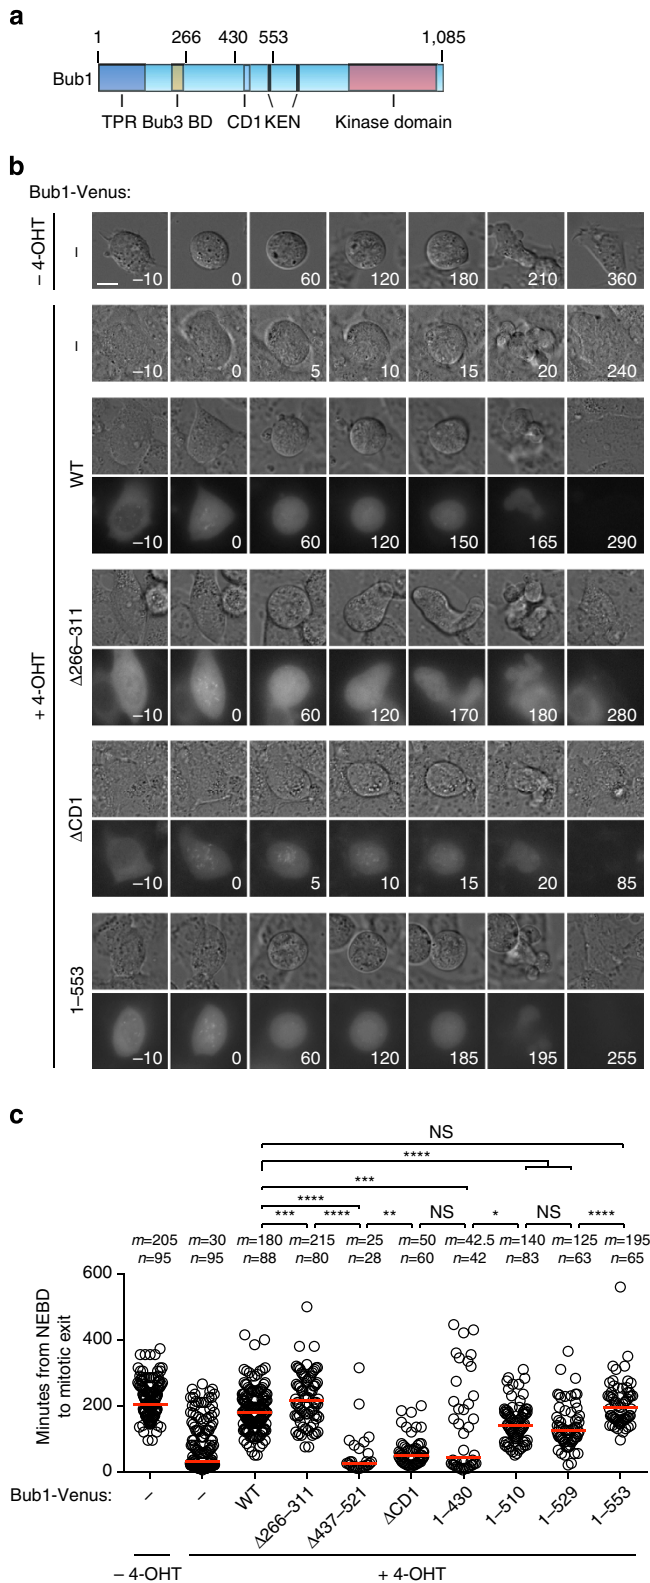 a
1 266 430 553 1,085
Bub1
TPR Bub3 BD CD1 KEN Kinase domain
b
Bub1-Venus:
– 4-OHT
–
–10 0 60 120 180 210 360
+ 4-OHT
–
–10 0 5 10 15 20 240
WT
–10 0 60 120 150 165 290
Δ266–311
–10 0 60 120 170 180 280
ΔCD1
–10 0 5 10 15 20 85
1–553
–10 0 60 120 185 195 255
c
NS
****
***
****
*** **** ** NS * NS ****
m=205 m=30 m=180 m=215 m=25 m=50 m=42.5 m=140 m=125 m=195
n=95 n=95 n=88 n=80 n=28 n=60 n=42 n=83 n=63 n=65
Minutes from NEBD
to mitotic exit
600
400
200
0
Bub1-Venus: – – WT Δ266–311 Δ437–521 ΔCD1 1–430 1–510 1–529 1–553
– 4-OHT + 4-OHT